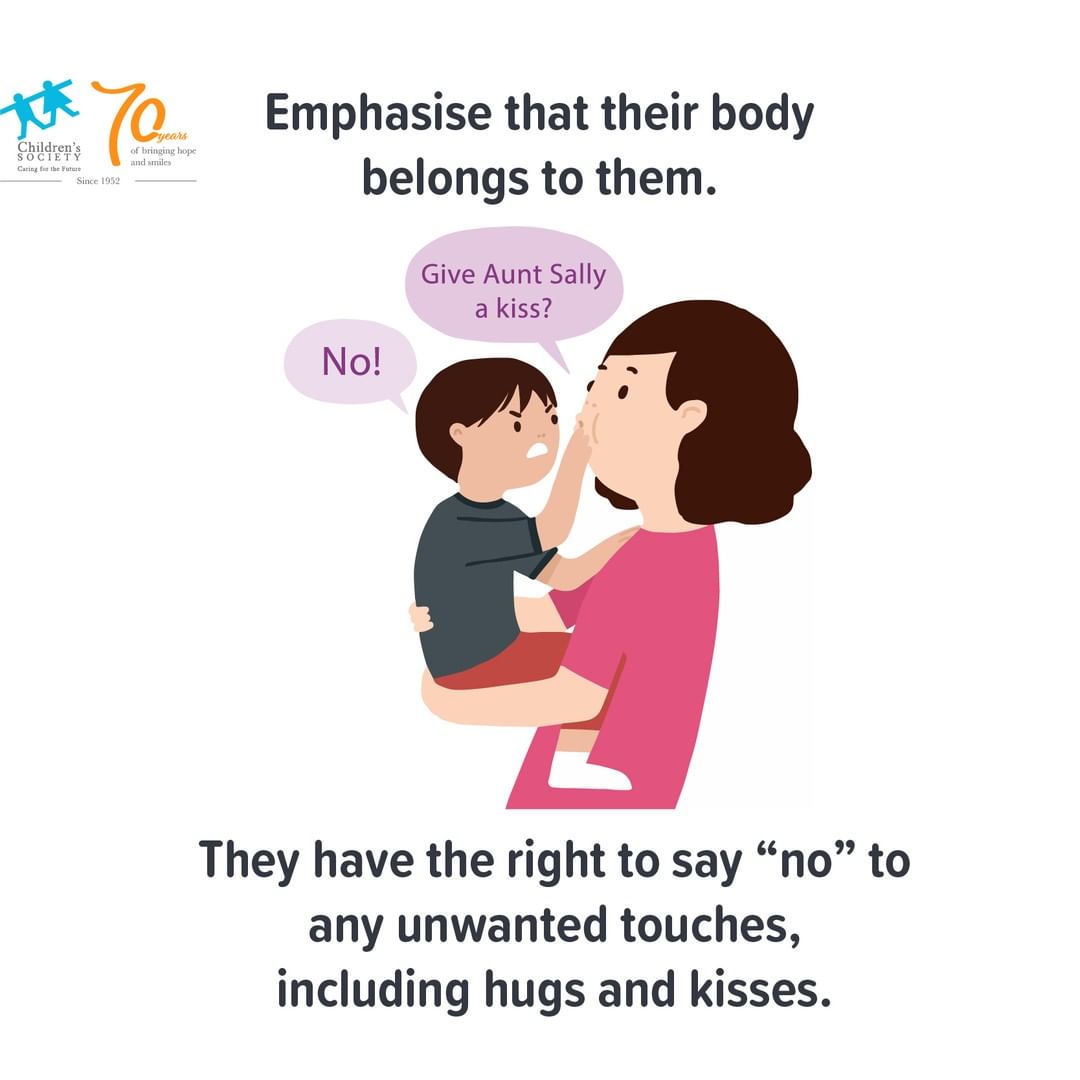 Children's
SOCIETY
Caring for the Future
70
years
of bringing hope
and smiles
Since 1952
Emphasise that their body
belongs to them.
Give Aunt Sally
a kiss?
No!
They have the right to say “no” to
any unwanted touches,
including hugs and kisses.